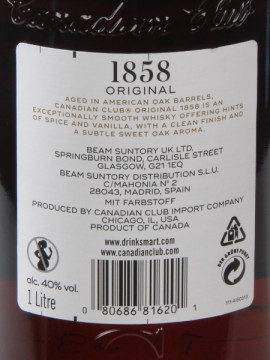 Canadian Club
1858
ORIGINAL
AGED IN AMERICAN OAK BARRELS,
CANADIAN CLUB® ORIGINAL 1858 IS AN
EXCEPTIONALLY SMOOTH WHISKY OFFERING HINTS
OF SPICE AND VANILLA, WITH A CLEAN FINISH AND
A SUBTLE SWEET OAK AROMA.
BEAM SUNTORY UK LTD.
SPRINGBURN BOND, CARLISLE STREET
GLASGOW, G21 1EQ
BEAM SUNTORY DISTRIBUTION S.L.U.
C/MAHONIA Nº 2
28043, MADRID, SPAIN
MIT FARBSTOFF
PRODUCED BY CANADIAN CLUB IMPORT COMPANY
CHICAGO, IL, USA
PRODUCT OF CANADA
www.drinksmart.com
www.canadianclub.com
DER GRÜNE PUNKT
alc. 40% vol.
1 Litre
0 80686 81620 1